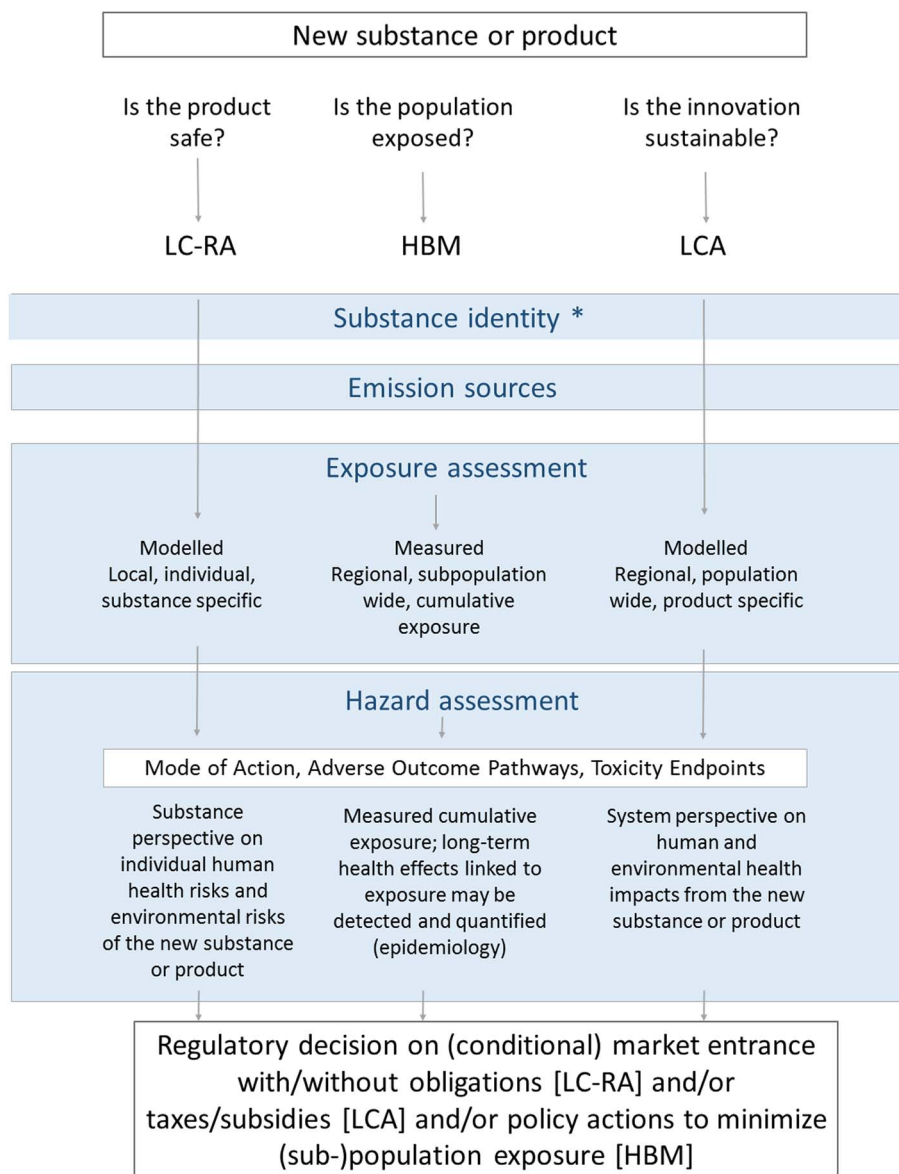 New substance or product
Is the product
safe?
Is the population
exposed?
Is the innovation
sustainable?
LC-RA
HBM
LCA
Substance identity *
Emission sources
Exposure assessment
Modelled
Local, individual,
substance specific
Measured
Regional, subpopulation
wide, cumulative
exposure
Modelled
Regional, population
wide, product specific
Hazard assessment
Mode of Action, Adverse Outcome Pathways, Toxicity Endpoints
Substance
perspective on
individual human
health risks and
environmental risks
of the new substance
or product
Measured cumulative
exposure; long-term
health effects linked to
exposure may be
detected and quantified
(epidemiology)
System perspective on
human and
environmental health
impacts from the new
substance or product
Regulatory decision on (conditional) market entrance
with/without obligations [LC-RA] and/or
taxes/subsidies [LCA] and/or policy actions to minimize
(sub-)population exposure [HBM]